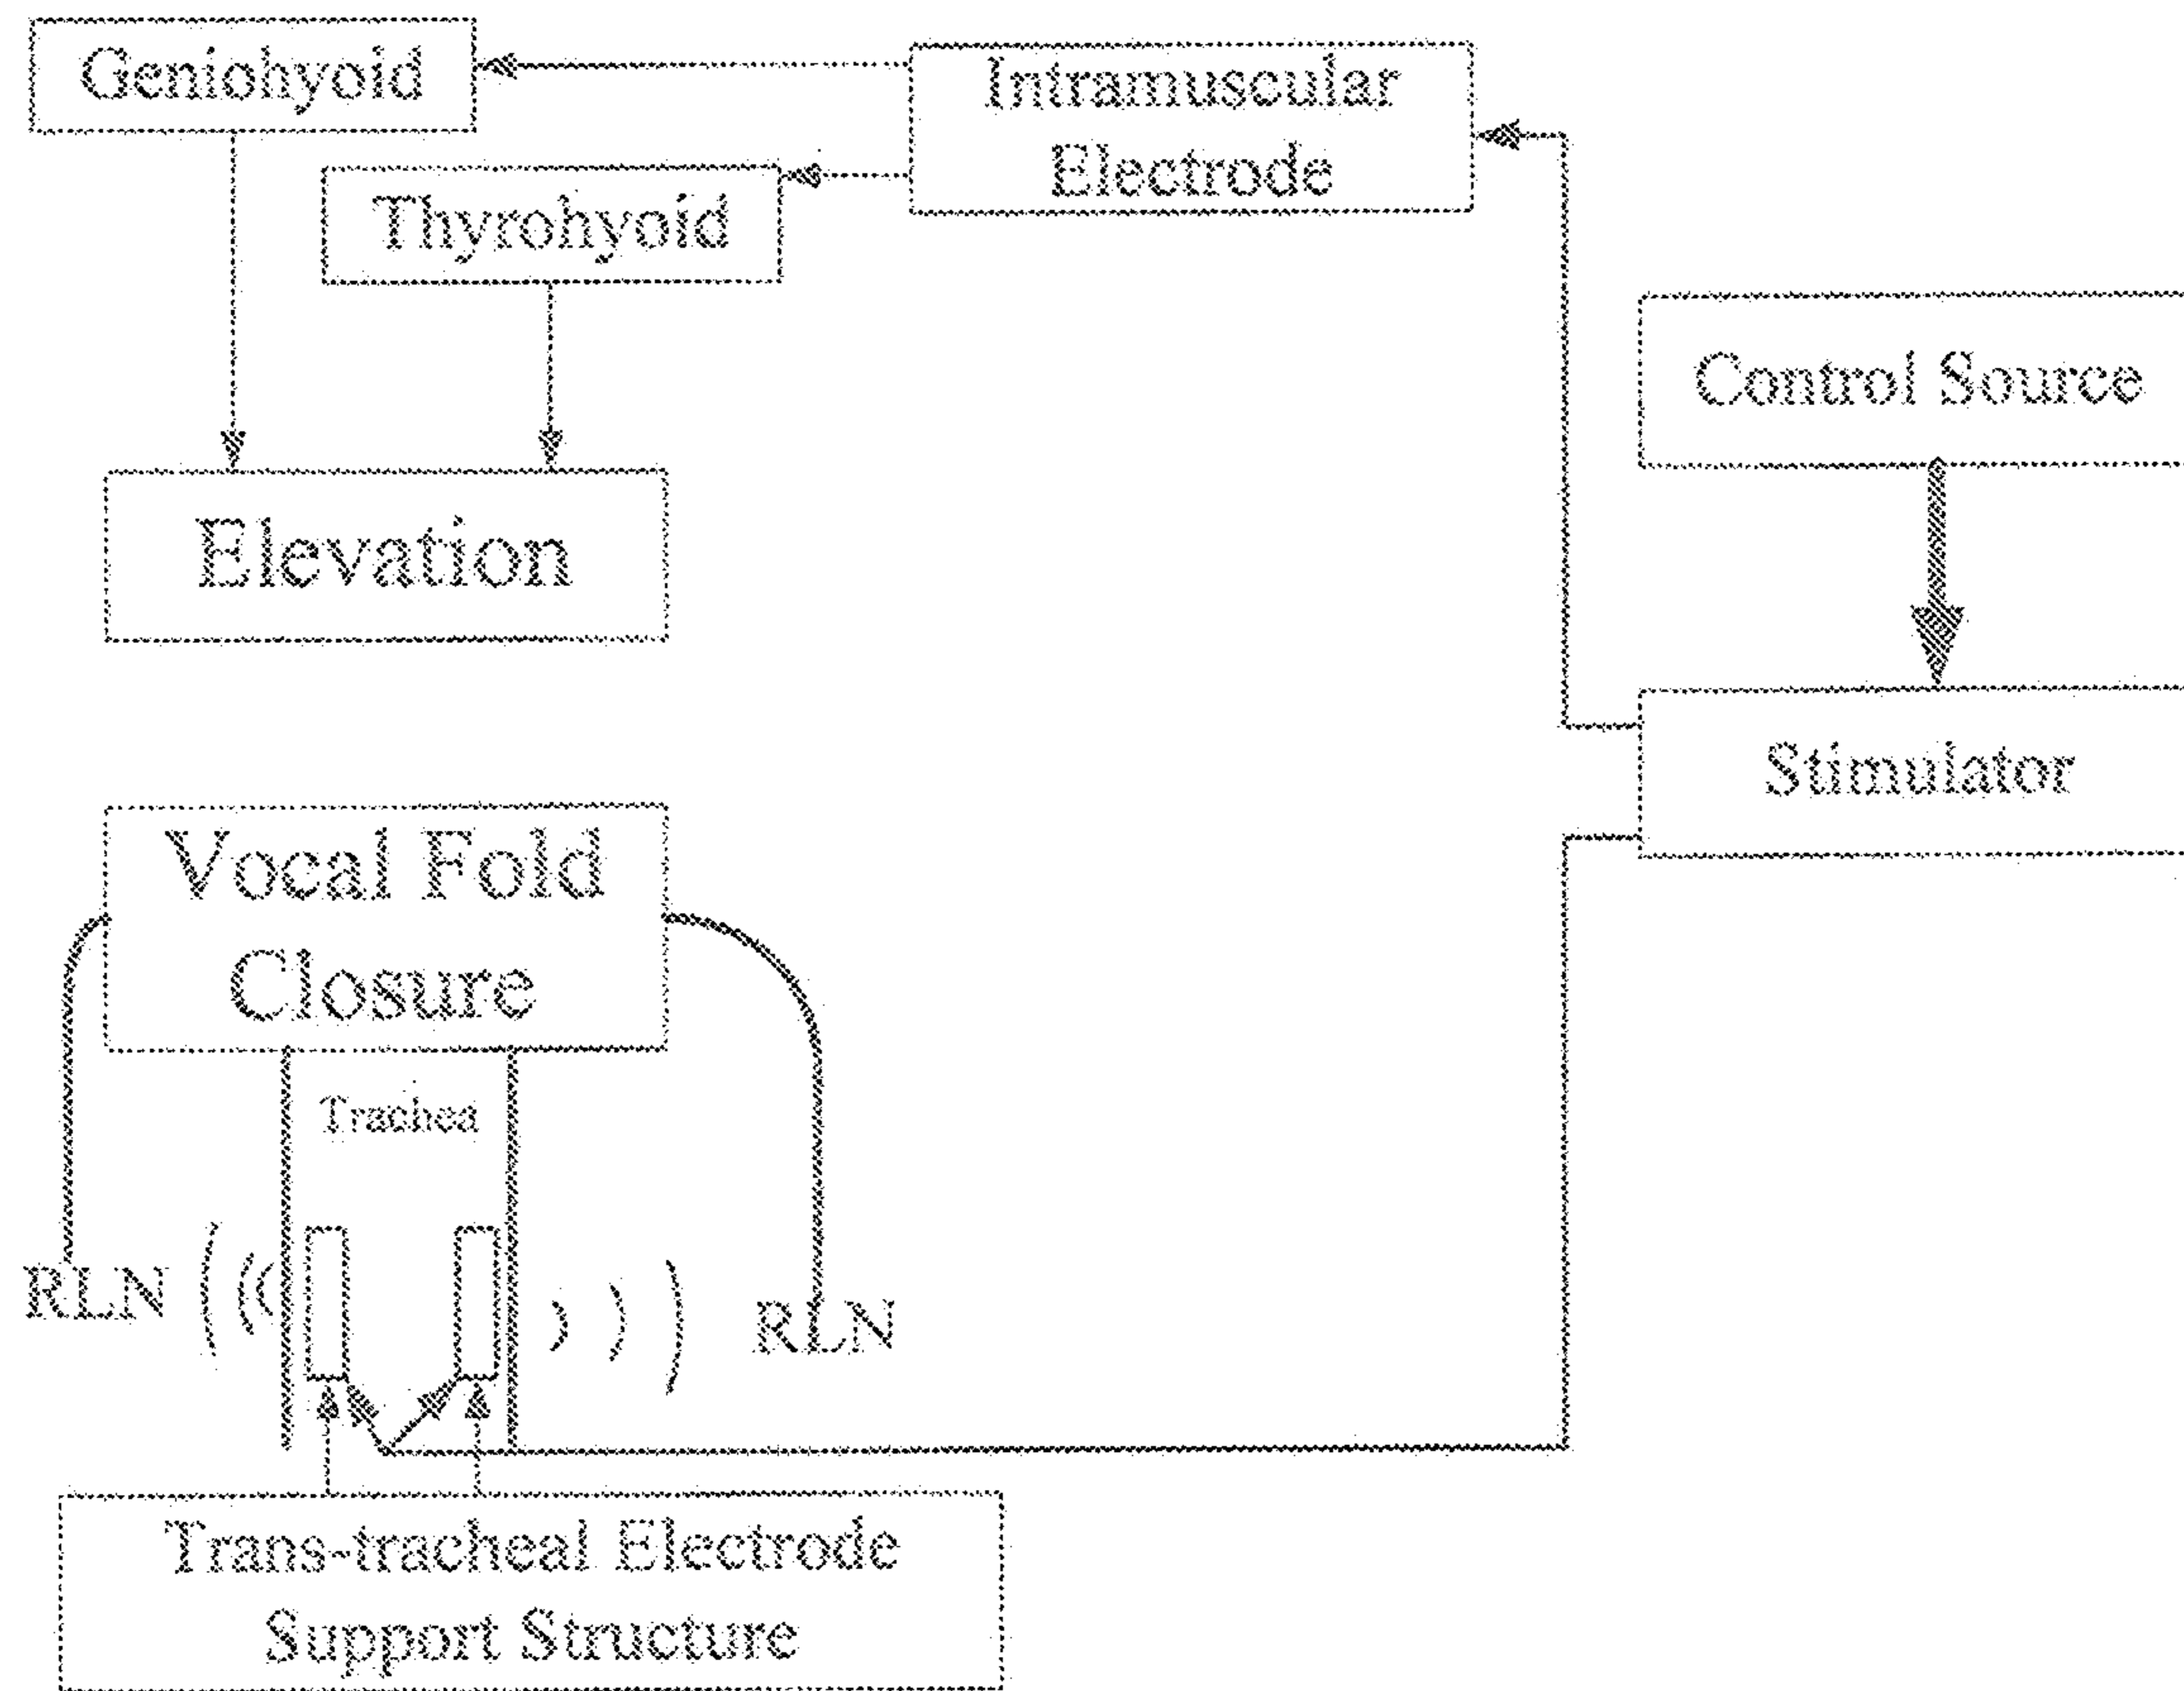 Geniohyoid
Intramuscular
Electrode
Thyrohyoid
Control Source
Elevation
Stimulator
Vocal Fold
Closure
Trachea
RLN
RLN
Trans-tracheal Electrode
Support Structure